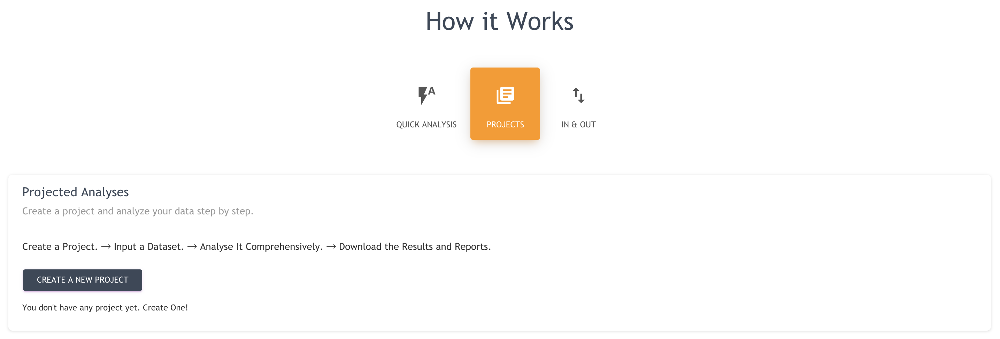 How it Works
A
QUICK ANALYSIS
PROJECTS
IN & OUT
Projected Analyses
Create a project and analyze your data step by step.
Create a Project. → Input a Dataset. → Analyse It Comprehensively. → Download the Results and Reports.
CREATE A NEW PROJECT
You don't have any project yet. Create One!